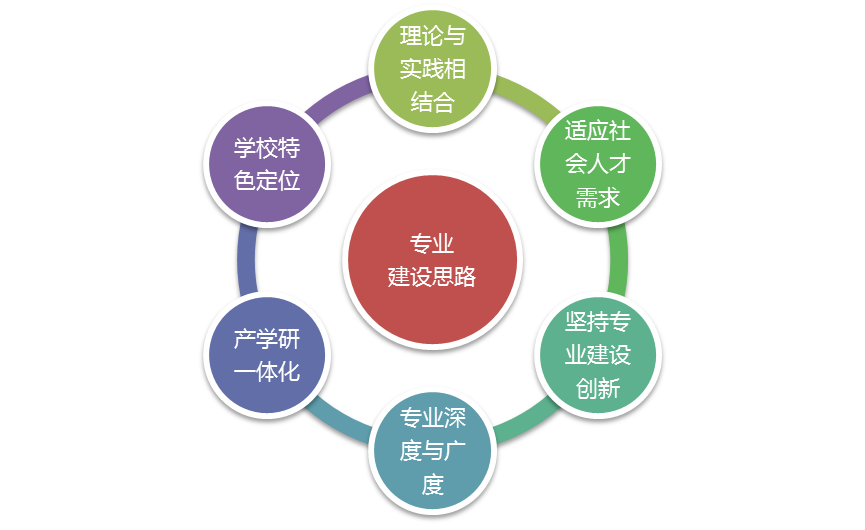 理论与
实践相
结合
适应社
会人才
需求
坚持专
业建设
创新
专业深
度与广
度
产学研
一体化
学校特
色定位
专业
建设思路